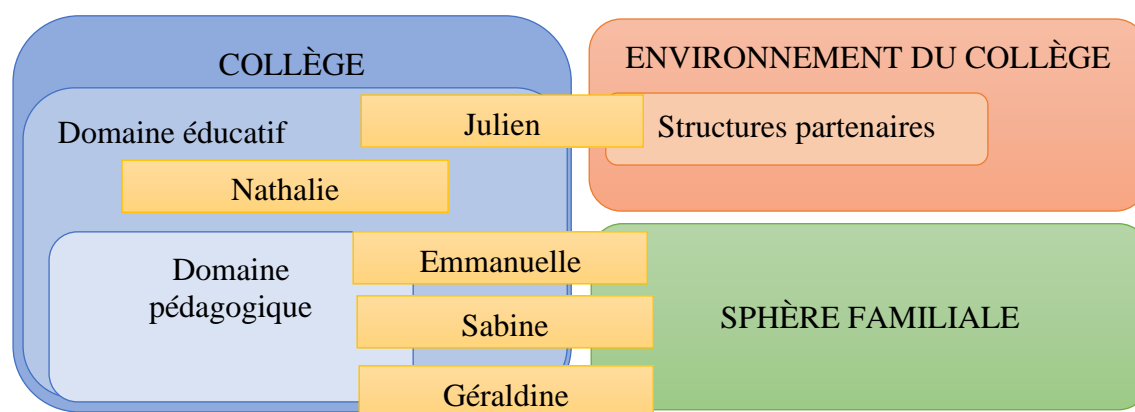 COLLÈGE
ENVIRONNEMENT DU COLLÈGE
Domaine éducatif
Julien
Structures partenaires
Nathalie
Domaine
pédagogique
Emmanuelle
Sabine
SPHÈRE FAMILIALE
Géraldine